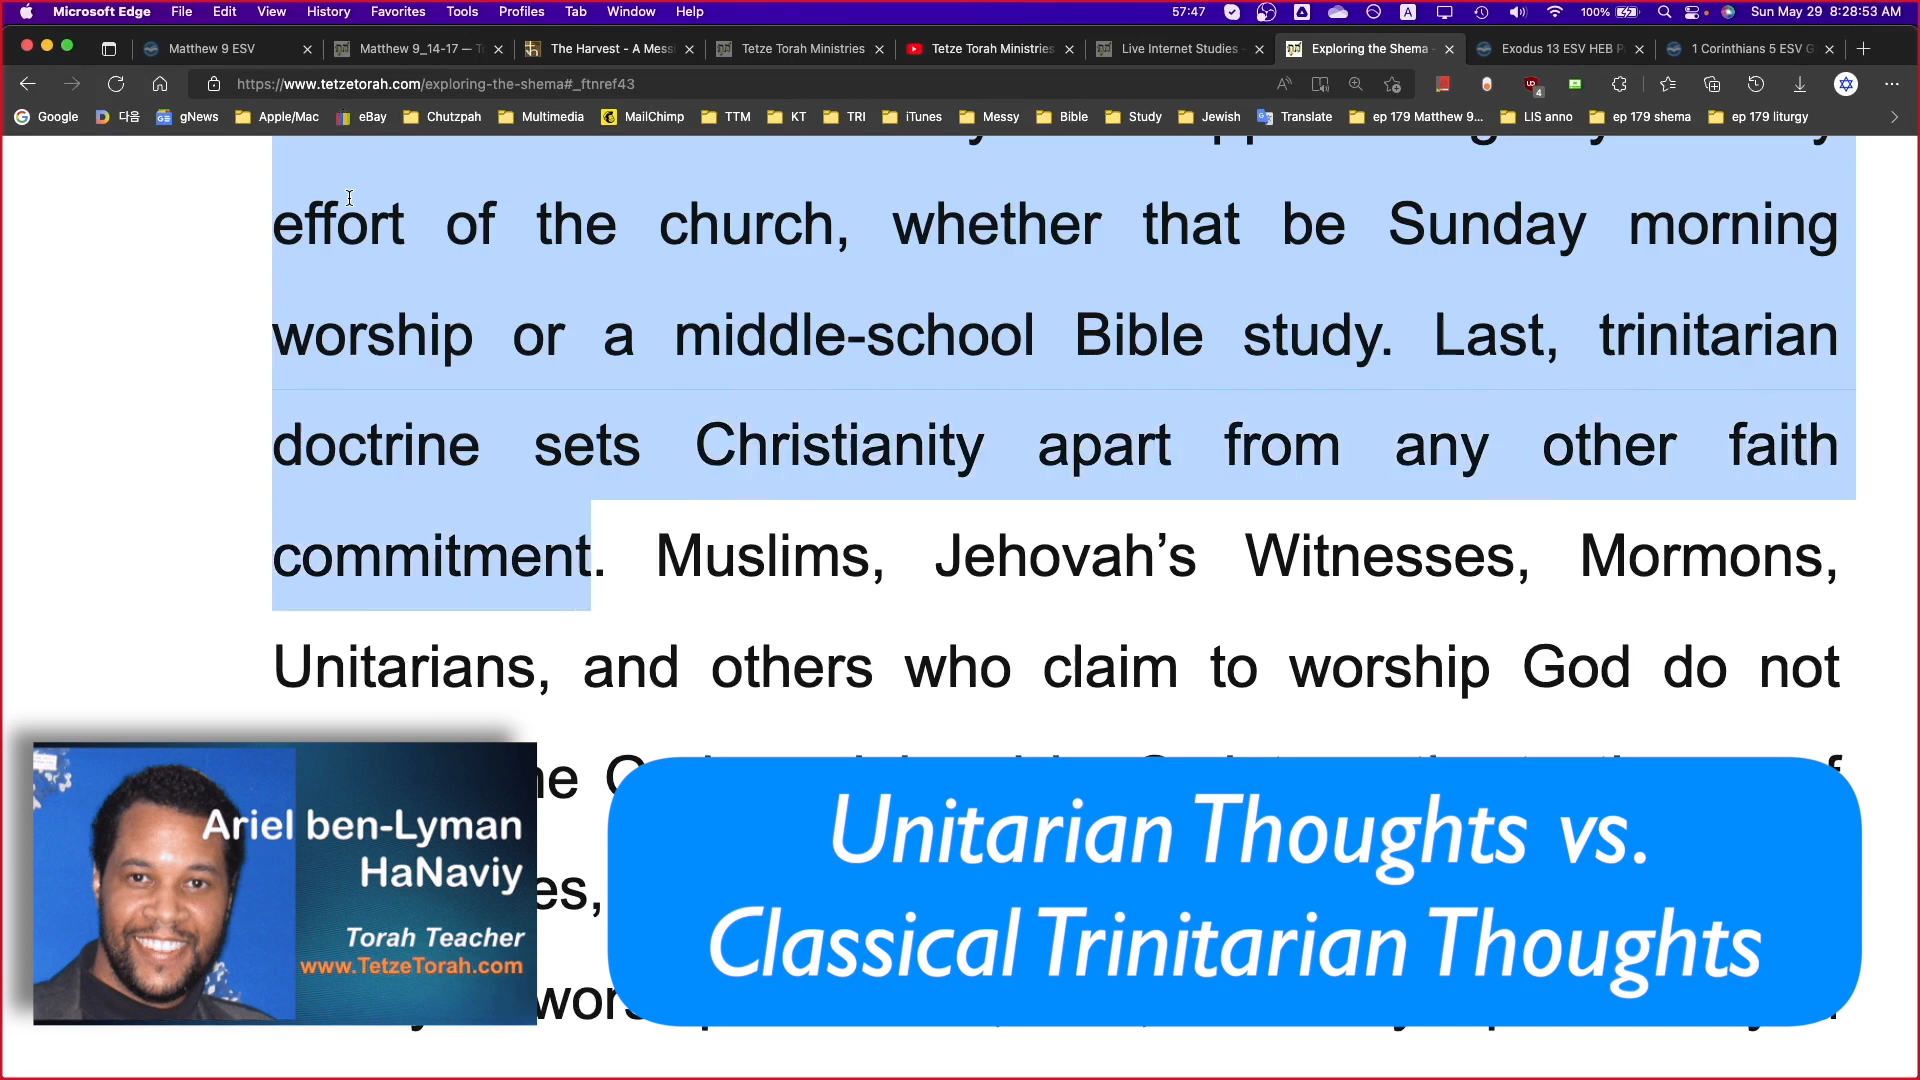 Microsoft Edge File Edit View History Favorites Tools Profiles Tab Window Help 57:47 A 100% Sun May 29 8:28:53 AM
Matthew 9 ESV Matthew 9_14-17 — The Harvest - A Messi Tetze Torah Ministries Tetze Torah Ministries Live Internet Studies - Exploring the Shema - Exodus 13 ESV HEB 1 Corinthians 5 ESV
https://www.tetzetorah.com/exploring-the-shema#_ftnref43 4
Google 다음 gNews Apple/Mac eBay Chutzpah Multimedia MailChimp TTM KT TRI iTunes Messy Bible Study Jewish Translate ep 179 Matthew 9... LIS anno ep 179 shema ep 179 liturgy
effort of the church, whether that be Sunday morning
worship or a middle-school Bible study. Last, trinitarian
doctrine sets Christianity apart from any other faith
commitment. Muslims, Jehovah's Witnesses, Mormons,
Unitarians, and others who claim to worship God do not
Ariel ben-Lyman
HaNaviy
Torah Teacher
www.TetzeTorah.com
Unitarian Thoughts vs.
Classical Trinitarian Thoughts